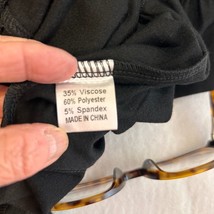 35% Viscose
60% Polyester
5% Spandex
MADE IN CHINA